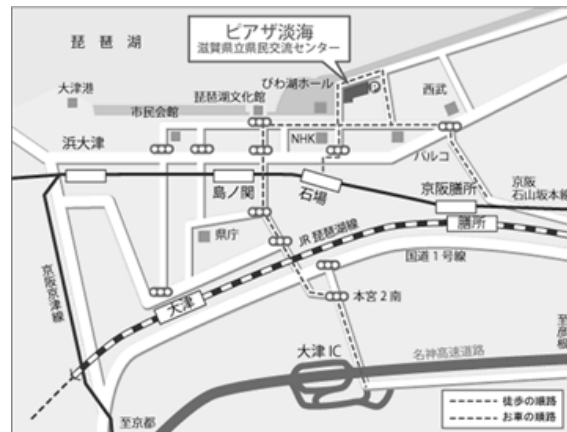 琵琶湖
ピアザ淡海
滋賀県立県民交流センター
大津港
琵琶湖文化館
びわ湖ホール
P
西武
市民会館
浜大津
NHK
パルコ
島ノ関
石場
京阪膳所
京阪
石山坂本線
県庁
JR琵琶湖線
膳所
国道1号線
京阪京津線
大津
本宮2南
至彦根
大津IC
名神高速道路
至京都
徒歩の順路
お車の順路